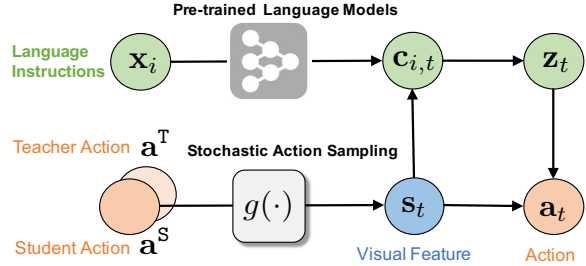 Pre-trained Language Models
Language
Instructions
x_i
c_{i,t}
z_t
Teacher Action a^T
Stochastic Action Sampling
g(·)
s_t
a_t
Student Action a^S
Visual Feature
Action